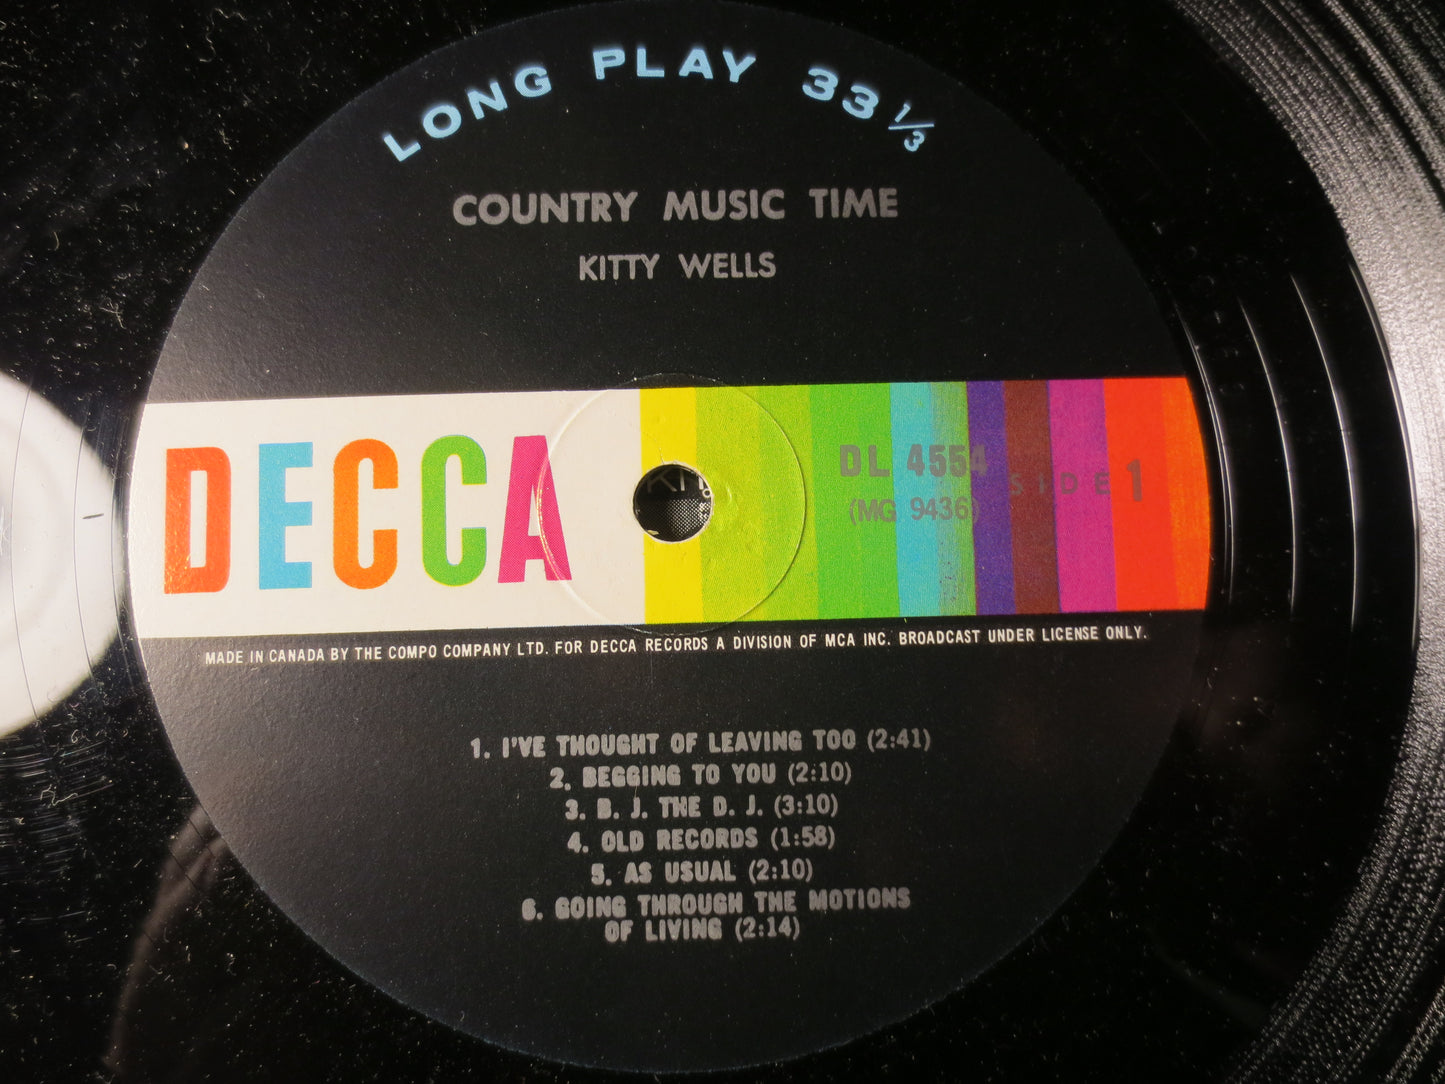 LONG PLAY 33 1/3
COUNTRY MUSIC TIME
KITTY WELLS
DECCA
DL 4554
(MG 9436)
SIDE 1
MADE IN CANADA BY THE COMPO COMPANY LTD. FOR DECCA RECORDS A DIVISION OF MCA INC. BROADCAST UNDER LICENSE ONLY.
1. I'VE THOUGHT OF LEAVING TOO (2:41)
2. BEGGING TO YOU (2:10)
3. B. J. THE D. J. (3:10)
4. OLD RECORDS (1:58)
5. AS USUAL (2:10)
6. GOING THROUGH THE MOTIONS
OF LIVING (2:14)